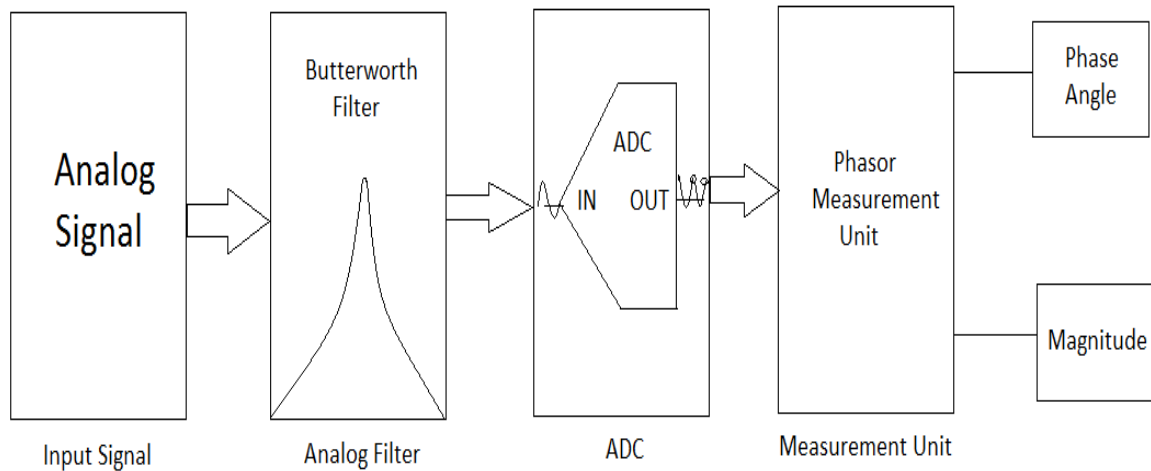 Analog
Signal
Input Signal
Butterworth
Filter
Analog Filter
ADC
IN
OUT
ADC
Phasor
Measurement
Unit
Measurement Unit
Phase
Angle
Magnitude